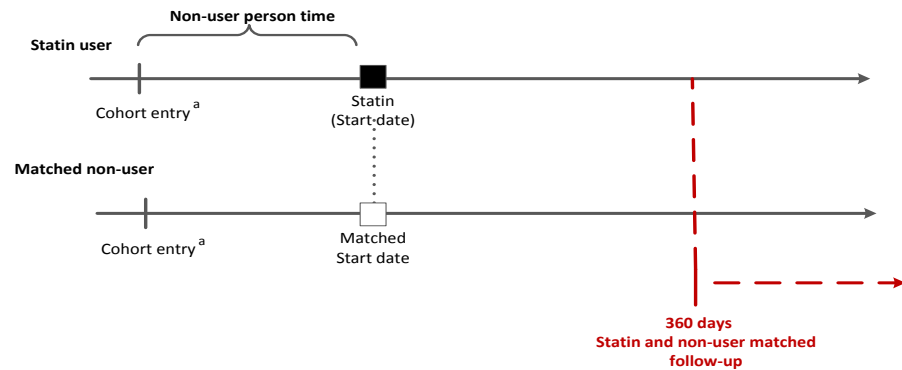 Non-user person time
Statin user
Cohort entry a
Statin
(Start date)
Matched non-user
Cohort entry a
Matched
Start date
360 days
Statin and non-user matched
follow-up